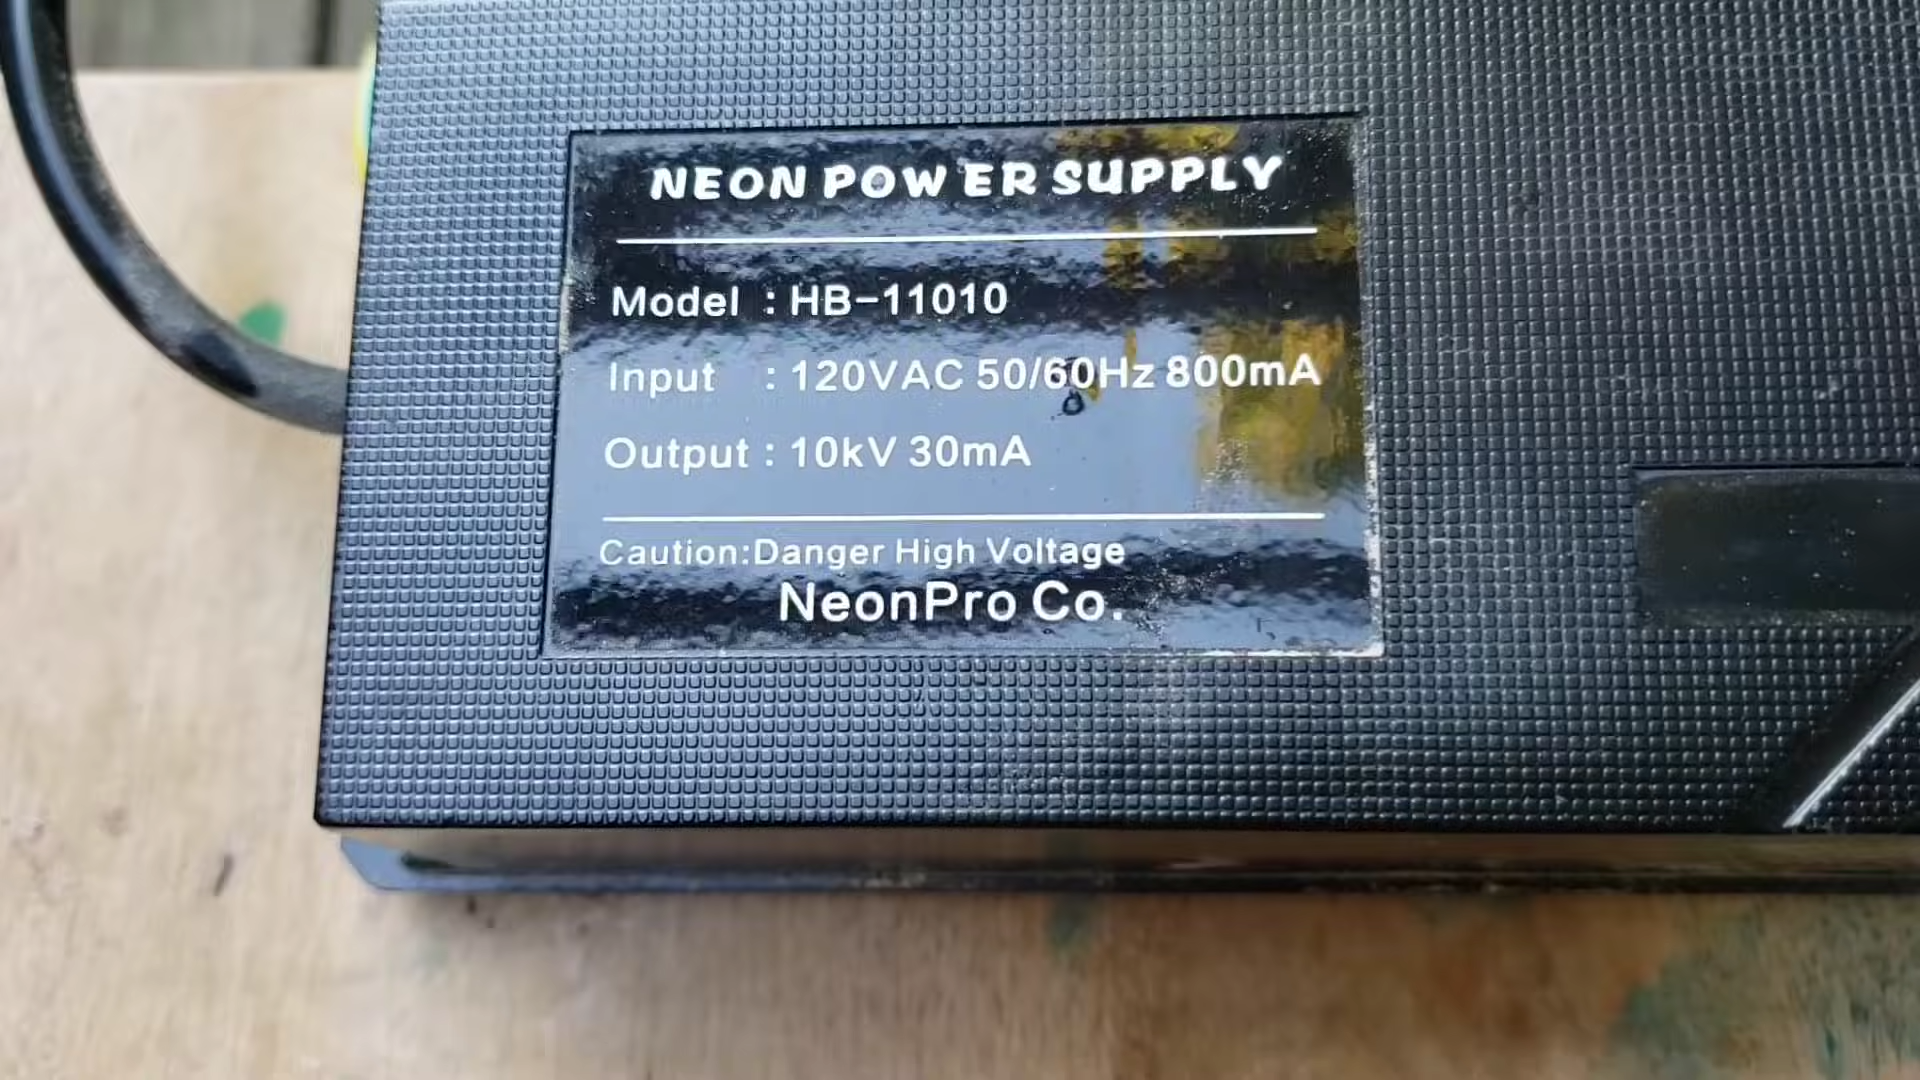 NEON POWER SUPPLY
Model : HB-11010
Input : 120VAC 50/60Hz 800mA
Output : 10kV 30mA
Caution:Danger High Voltage
NeonPro Co.